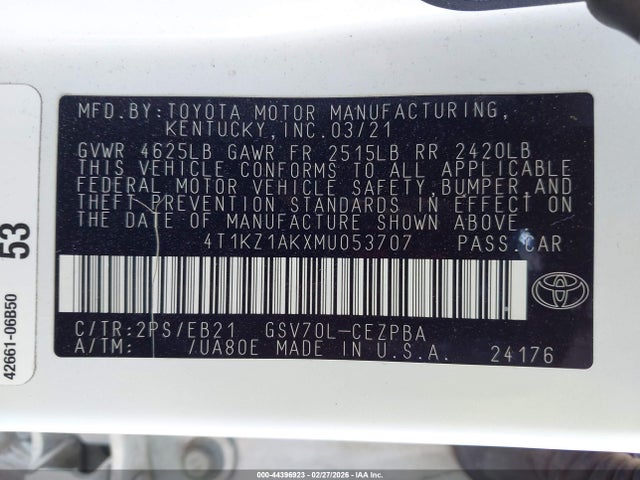 MFD.BY:TOYOTA MOTOR MANUFACTURING,
KENTUCKY,INC.03/21
GVWR 4625LB GAWR FR 2515LB RR 2420LB
THIS VEHICLE CONFORMS TO ALL APPLICABLE
FEDERAL MOTOR VEHICLE SAFETY,BUMPER,AND
THEFT PREVENTION STANDARDS IN EFFECT ON
THE DATE OF MANUFACTURE SHOWN ABOVE.
4T1KZ1AKXMU053707 PASS.CAR
C/TR:2PS/EB21 GSV70L-CEZPBA
A/TM: /UA80E MADE IN U.S.A. 24176
TOYOTA
53
42661-06B50
000-44396923 - 02/27/2026 - IAA Inc.